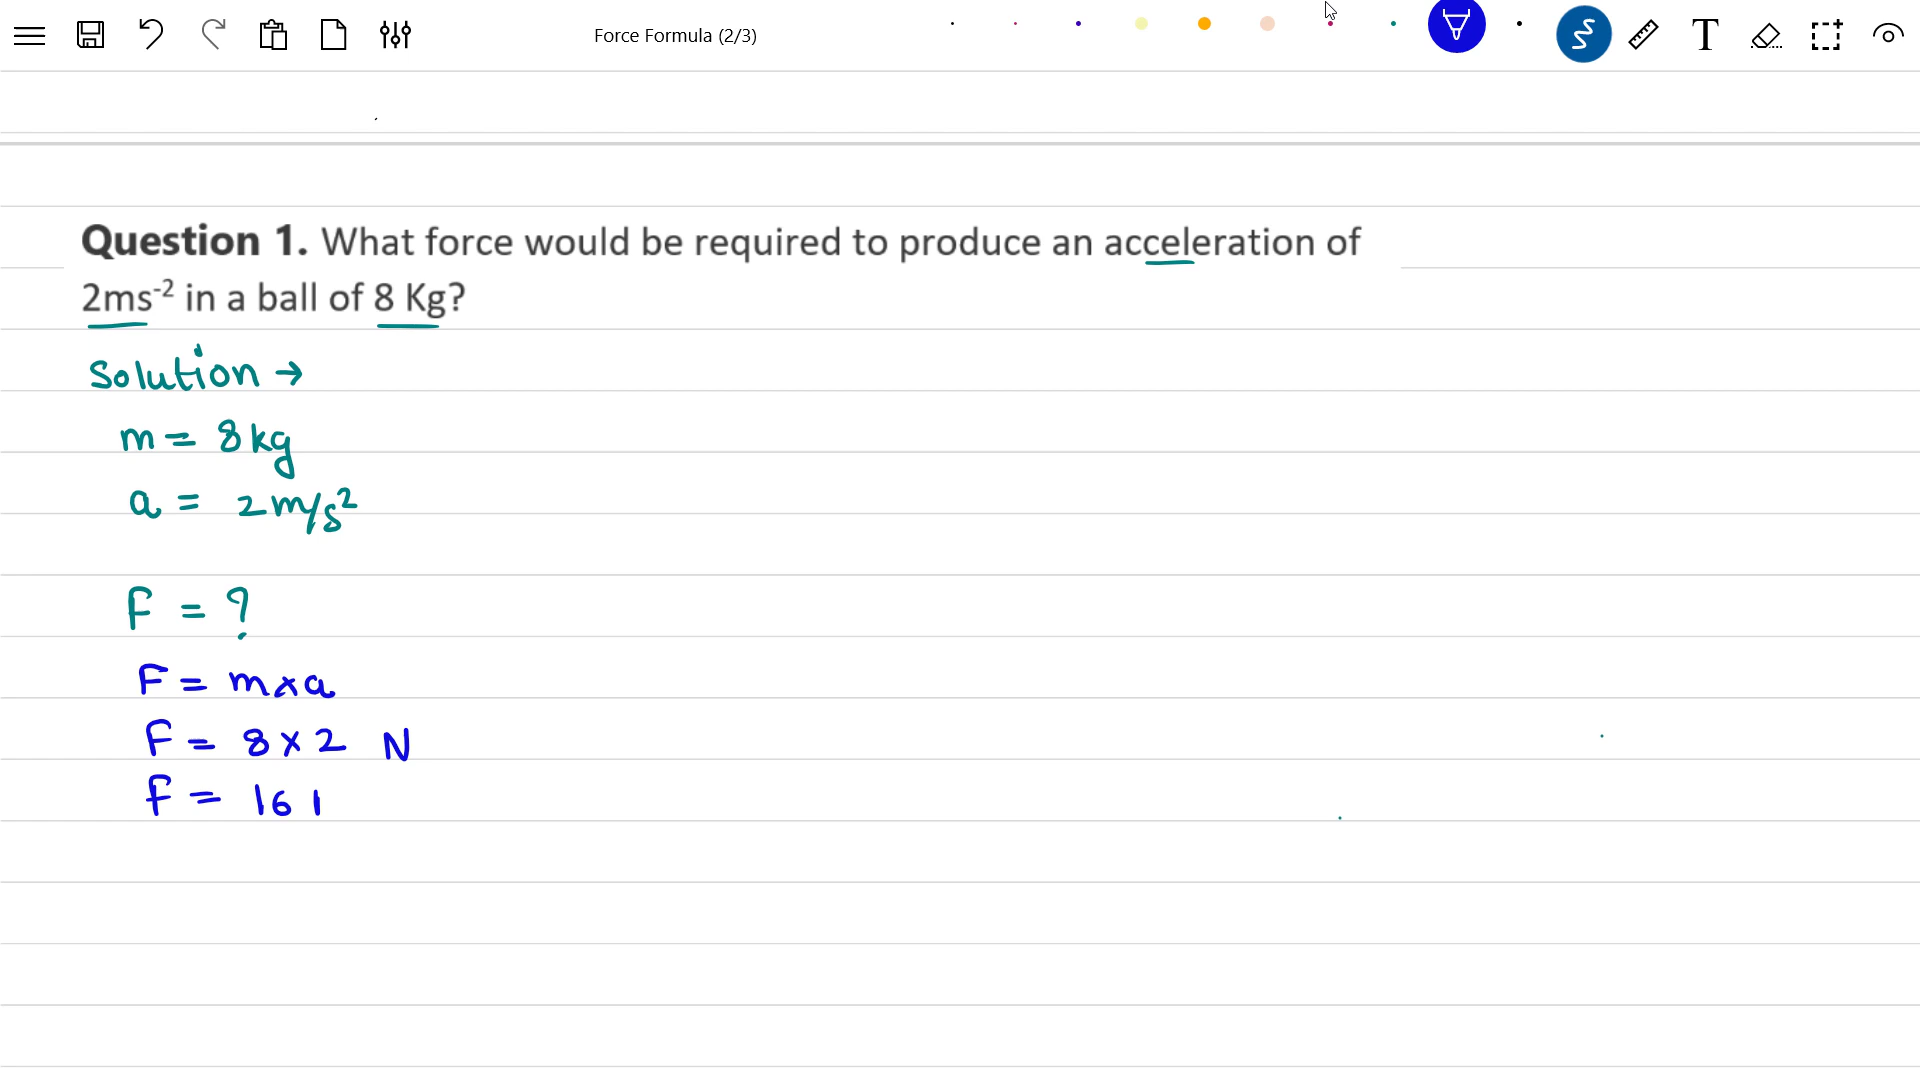 Force Formula (2/3)
T
Question 1. What force would be required to produce an acceleration of
2ms⁻² in a ball of 8 Kg?
Solution →
m = 8kg
a = 2m/s²
F = ?
F = m×a
F = 8×2 N
F = 16 I